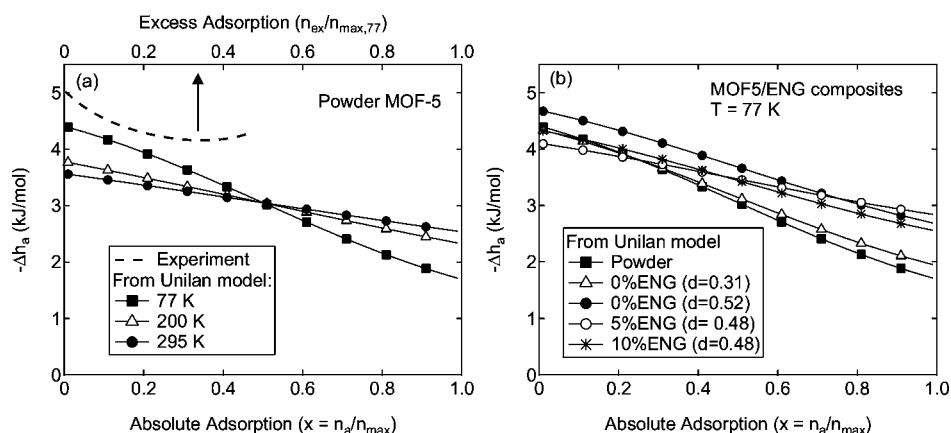 Excess Adsorption (n_ex/n_max,77)
0 0.2 0.4 0.6 0.8 1.0
(a)
Powder MOF-5
5
4
3
2
1
0
-Δh_a (kJ/mol)
Experiment
From Unilan model:
77 K
200 K
295 K
0 0.2 0.4 0.6 0.8 1.0
Absolute Adsorption (x = n_a/n_max)
(b)
MOF5/ENG composites
T = 77 K
5
4
3
2
1
0
-Δh_a (kJ/mol)
From Unilan model
Powder
0%ENG (d=0.31)
0%ENG (d=0.52)
5%ENG (d= 0.48)
10%ENG (d=0.48)
0.0 0.2 0.4 0.6 0.8 1.0
Absolute Adsorption (x = n_a/n_max)